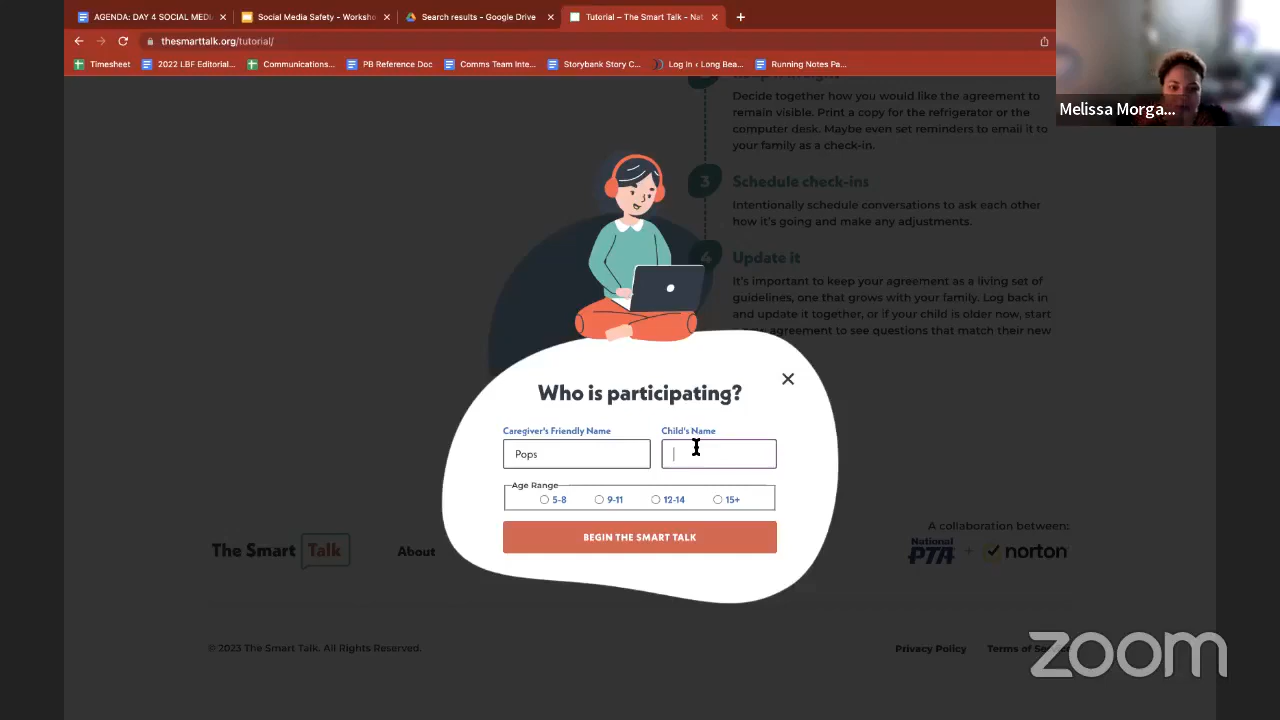 AGENDA: DAY 4 SOCIAL MEDI
Social Media Safety - Worksho
Search results - Google Drive
Tutorial – The Smart Talk - Nat
thesmarttalk.org/tutorial/
Timesheet
2022 LBF Editorial...
Communications...
PB Reference Doc
Comms Team Inte...
Storybank Story C...
Log In ‹ Long Bea...
Running Notes Pa...
Melissa Morga...
Decide together how you would like the agreement to
remain visible. Print a copy for the refrigerator or the
computer desk. Maybe even set reminders to email it to
your family as a check-in.
3
Schedule check-ins
Intentionally schedule conversations to ask each other
how it's going and make any adjustments.
4
Update it
It's important to keep your agreement as a living set of
guidelines, one that grows with your family. Log back in
and update it together, or if your child is older now, start
agreement to see questions that match their new
Who is participating?
Caregiver's Friendly Name
Child's Name
Pops
Age Range
5-8
9-11
12-14
15+
BEGIN THE SMART TALK
The Smart Talk
About
A collaboration between:
National
PTA + norton
© 2023 The Smart Talk. All Rights Reserved.
Privacy Policy
Terms of Service
zoom